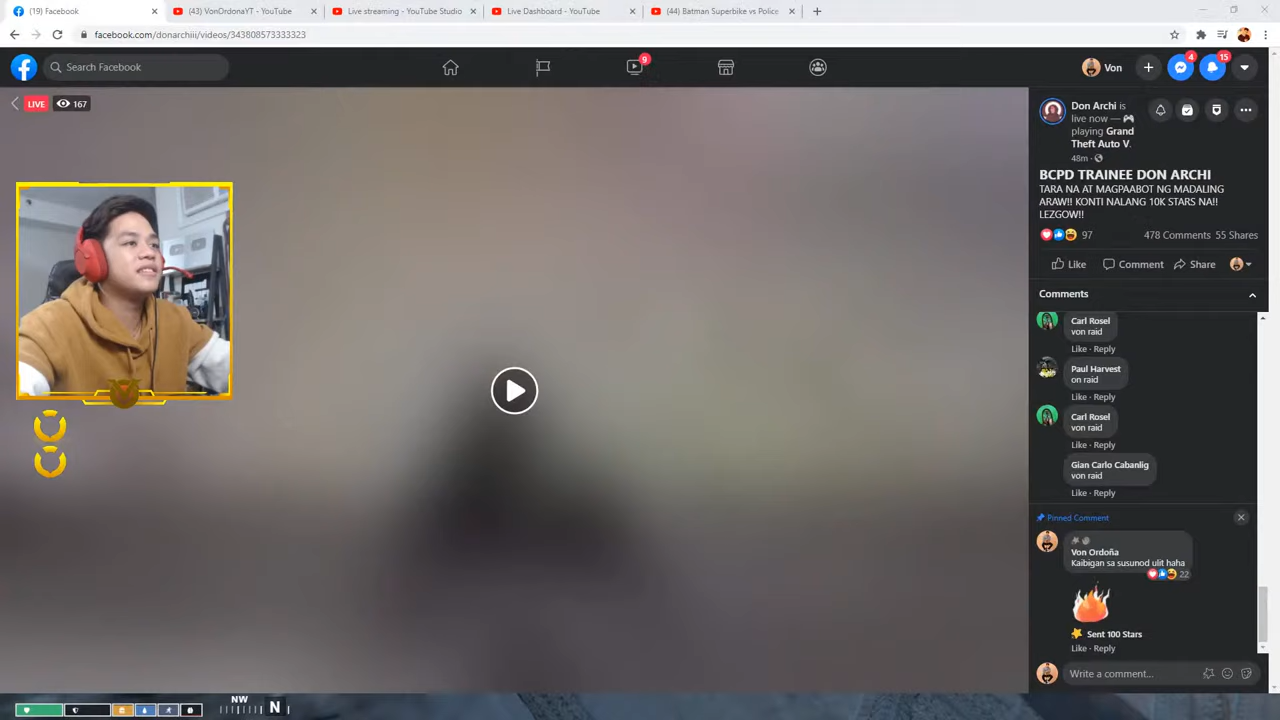 (19) Facebook
(43) VonOrdonaYT - YouTube
Live streaming - YouTube Studio
Live Dashboard - YouTube
(44) Batman Superbike vs Police
facebook.com/donarchiii/videos/343808573333323
Search Facebook
9
Von
4
15
LIVE
167
Don Archi is
live now —
playing Grand
Theft Auto V.
48m ·
BCPD TRAINEE DON ARCHI
TARA NA AT MAGPAABOT NG MADALING
ARAW!! KONTI NALANG 10K STARS NA!!
LEZGOW!!
97
478 Comments 55 Shares
Like
Comment
Share
Comments
Carl Rosel
von raid
Like · Reply
Paul Harvest
on raid
Like · Reply
Carl Rosel
von raid
Like · Reply
Gian Carlo Cabanlig
von raid
Like · Reply
Pinned Comment
Von Ordoña
Kaibigan sa susunod ulit haha
22
Sent 100 Stars
Like · Reply
Write a comment...
NW
N